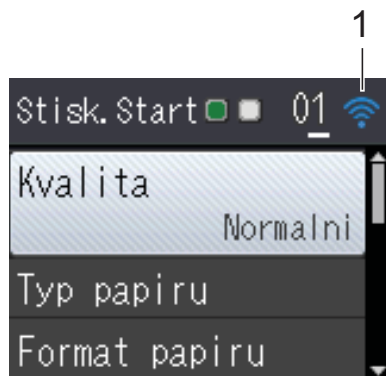 1
Stisk.Start 01
Kvalita
Normalni
Typ papiru
Format papiru